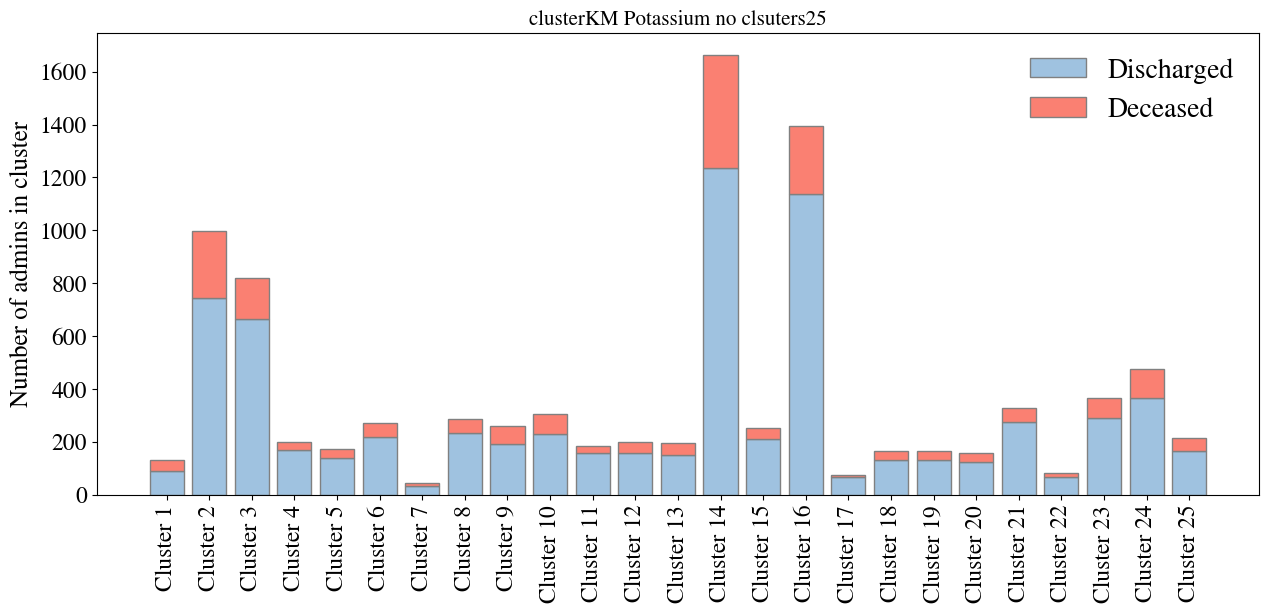 clusterKM Potassium no clsuters25
Number of admins in cluster
1600
1400
1200
1000
800
600
400
200
0
Discharged
Deceased
Cluster 1
Cluster 2
Cluster 3
Cluster 4
Cluster 5
Cluster 6
Cluster 7
Cluster 8
Cluster 9
Cluster 10
Cluster 11
Cluster 12
Cluster 13
Cluster 14
Cluster 15
Cluster 16
Cluster 17
Cluster 18
Cluster 19
Cluster 20
Cluster 21
Cluster 22
Cluster 23
Cluster 24
Cluster 25